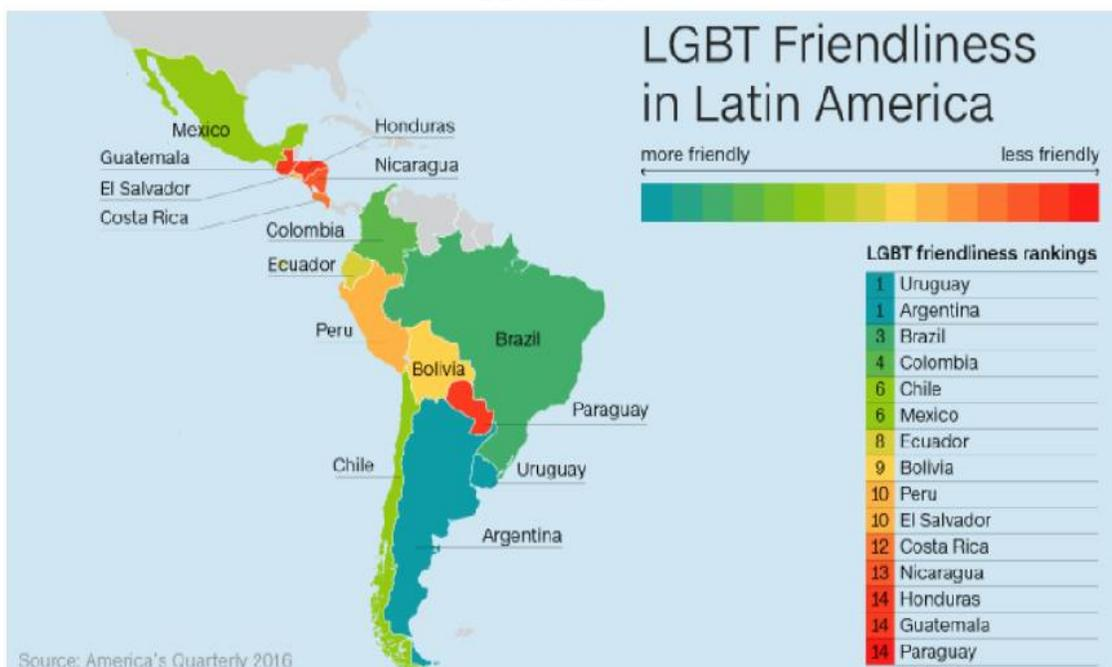 LGBT Friendliness
in Latin America
more friendly
less friendly
Mexico
Honduras
Guatemala
Nicaragua
El Salvador
Costa Rica
Colombia
Ecuador
Peru
Brazil
Bolivia
Paraguay
Chile
Uruguay
Argentina
LGBT friendliness rankings
1 Uruguay
1 Argentina
3 Brazil
4 Colombia
6 Chile
6 Mexico
8 Ecuador
9 Bolivia
10 Peru
10 El Salvador
12 Costa Rica
13 Nicaragua
14 Honduras
14 Guatemala
14 Paraguay
Source: America's Quarterly 2016